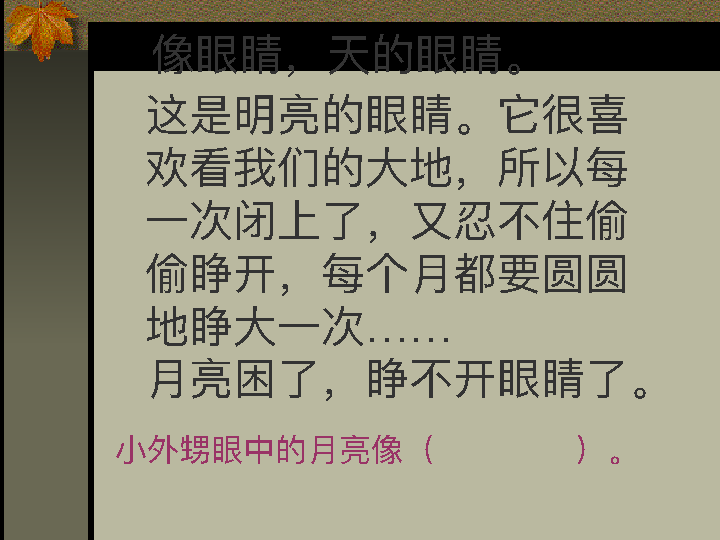 像眼睛，天的眼睛。
这是明亮的眼睛。它很喜
欢看我们的大地，所以每
一次闭上了，又忍不住偷
偷睁开，每个月都要圆圆
地睁大一次……
月亮困了，睁不开眼睛了。
小外甥眼中的月亮像（　　　　）。